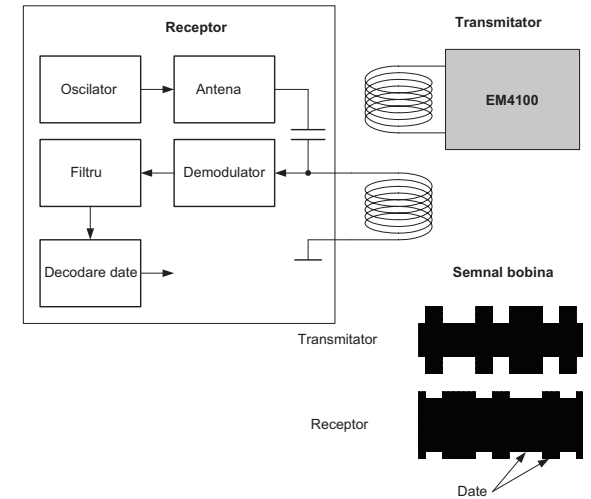 Receptor
Transmitator
Oscilator
Antena
EM4100
Filtru
Demodulator
Decodare date
Semnal bobina
Transmitator
Receptor
Date